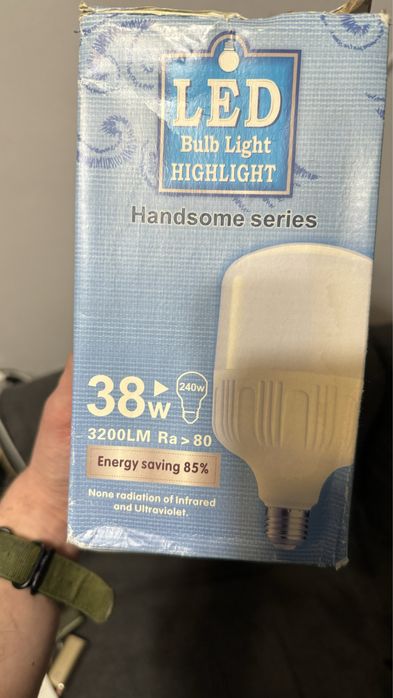 LED
Bulb Light
HIGHLIGHT
Handsome series
38w
240w
3200LM Ra>80
Energy saving 85%
None radiation of Infrared
and Ultraviolet.